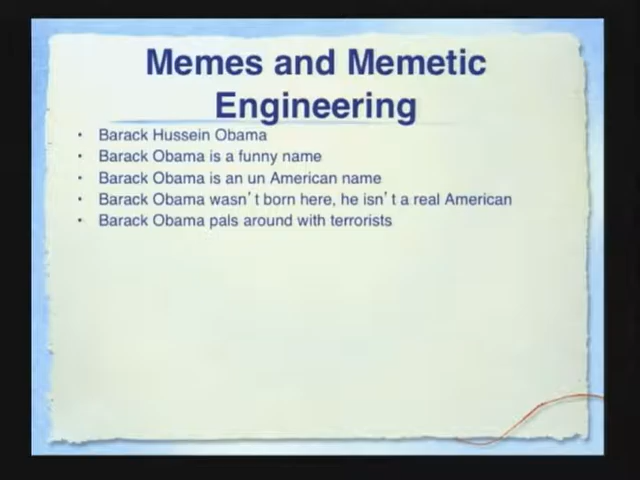 Memes and Memetic
Engineering
• Barack Hussein Obama
• Barack Obama is a funny name
• Barack Obama is an un American name
• Barack Obama wasn't born here, he isn't a real American
• Barack Obama pals around with terrorists